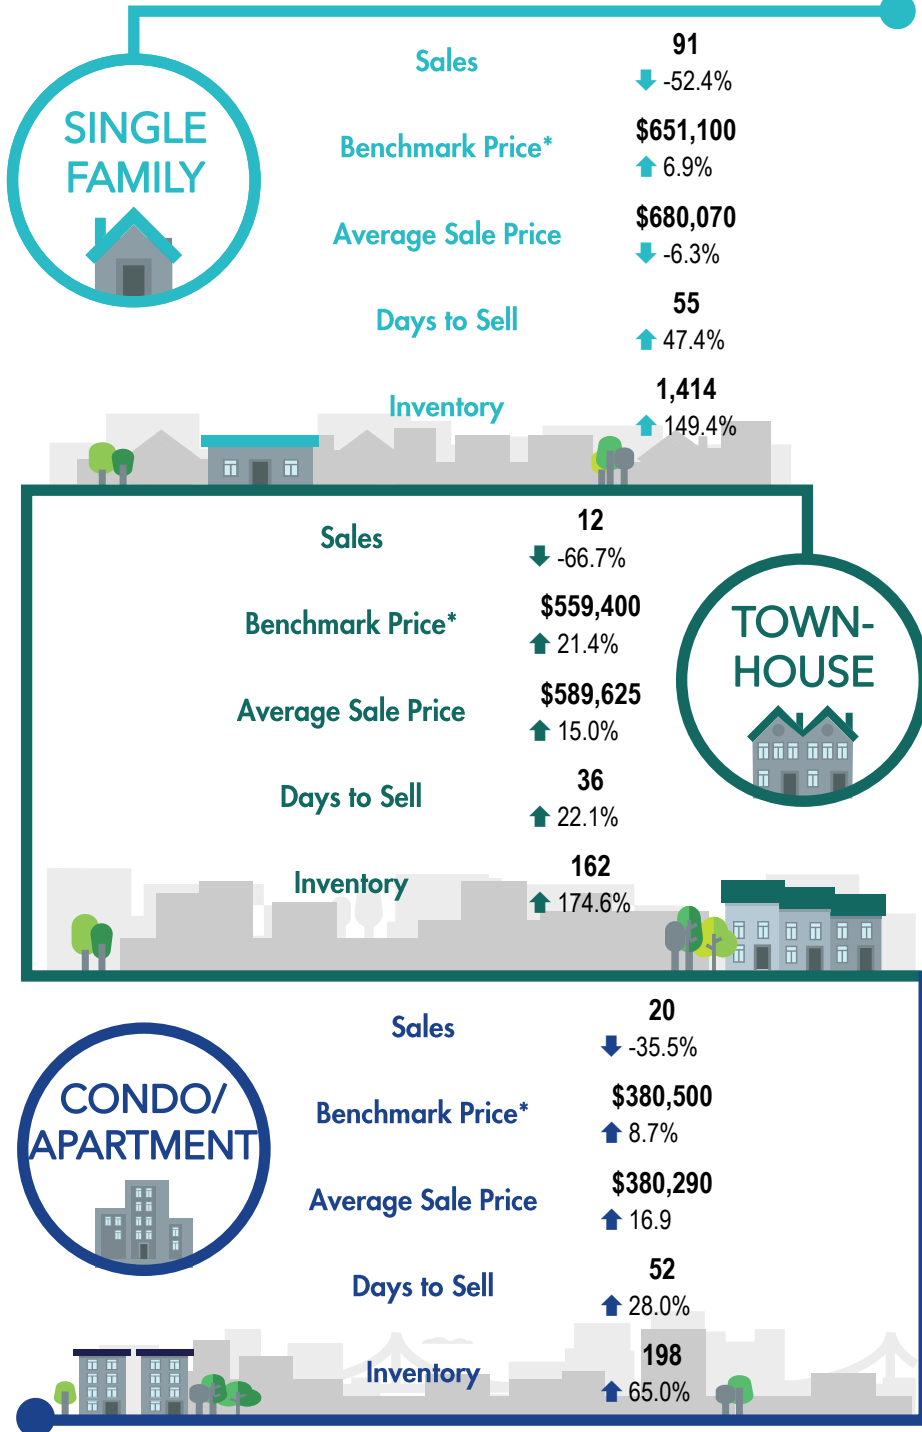 SINGLE
FAMILY
Sales
91
-52.4%
Benchmark Price*
$651,100
6.9%
Average Sale Price
$680,070
-6.3%
Days to Sell
55
47.4%
Inventory
1,414
149.4%
TOWN-
HOUSE
Sales
12
-66.7%
Benchmark Price*
$559,400
21.4%
Average Sale Price
$589,625
15.0%
Days to Sell
36
22.1%
Inventory
162
174.6%
CONDO/
APARTMENT
Sales
20
-35.5%
Benchmark Price*
$380,500
8.7%
Average Sale Price
$380,290
16.9
Days to Sell
52
28.0%
Inventory
198
65.0%